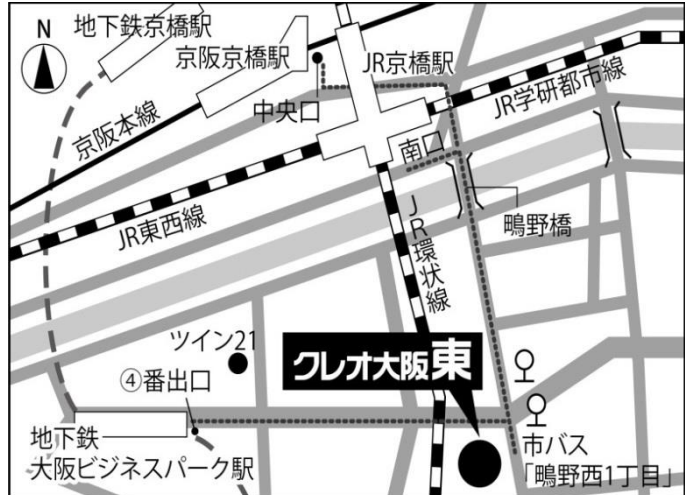 N
地下鉄京橋駅
京阪京橋駅
JR京橋駅
中央口
京阪本線
JR学研都市線
南口
JR東西線
鴫野橋
JR環状線
ツイン21
④番出口
クレオ大阪東
地下鉄
大阪ビジネスパーク駅
市バス
「鴫野西1丁目」